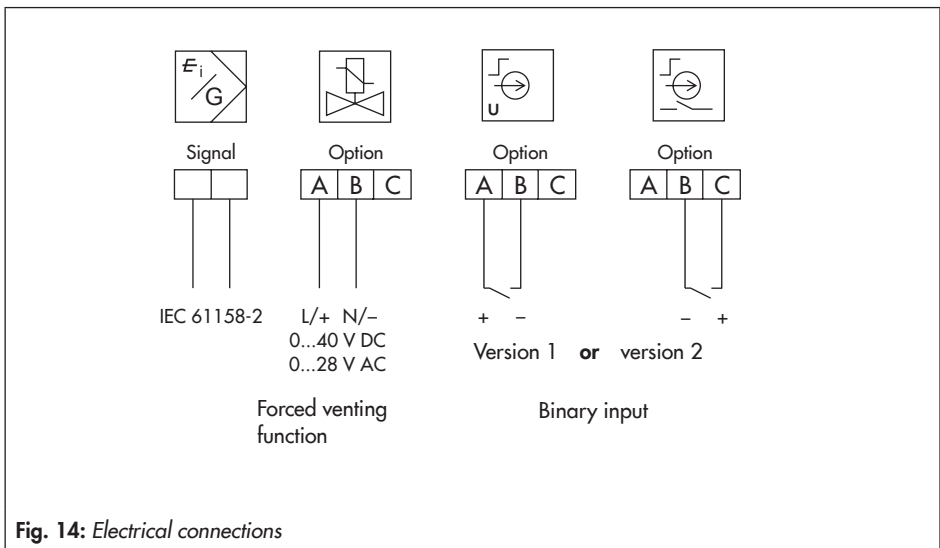 E i / G
U
Signal Option Option Option
A B C A B C A B C
IEC 61158-2 L/+ N/– + – – +
0...40 V DC
0...28 V AC
Version 1 or version 2
Forced venting
function
Binary input
Fig. 14: Electrical connections